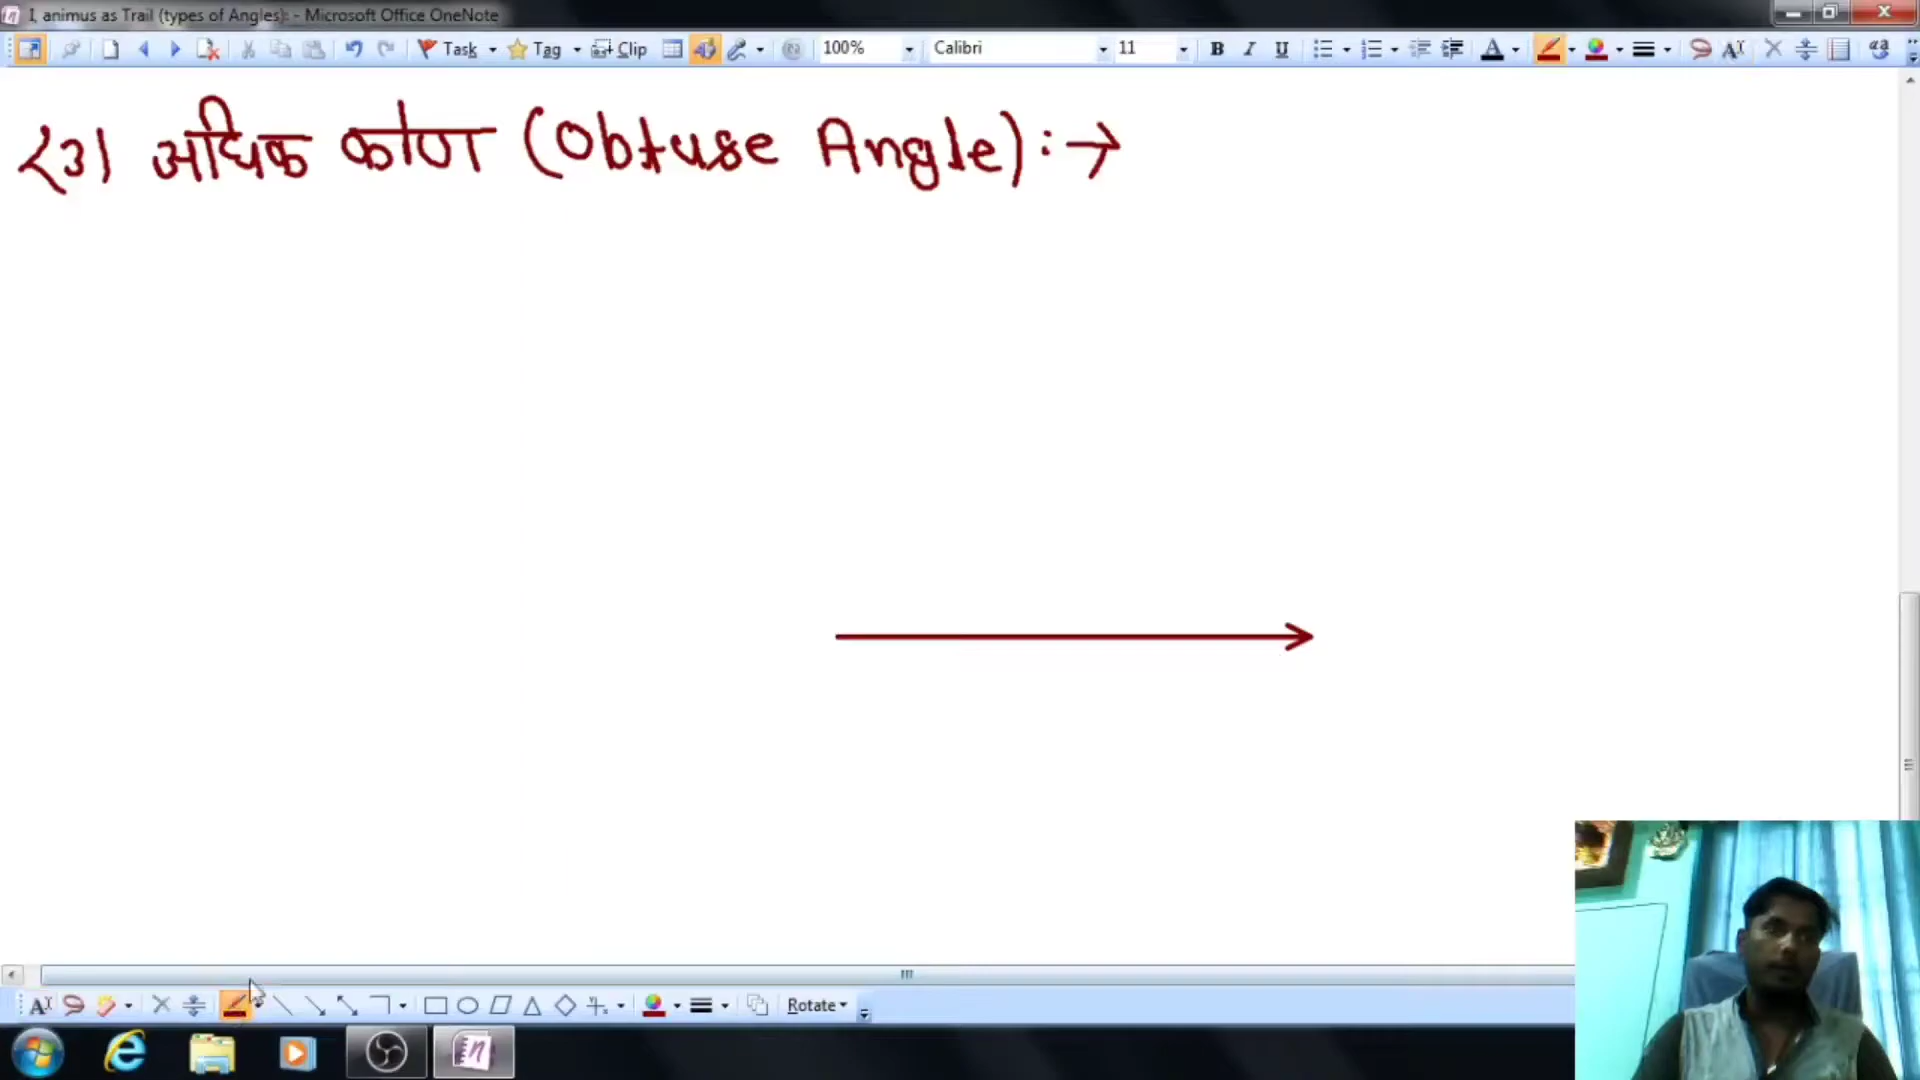 1 animus as Trail (types of Angles): - Microsoft Office OneNote
Task Tag Clip 100% Calibri 11 B I U
(3) अधिक कोण (Obtuse Angle):→
Rotate